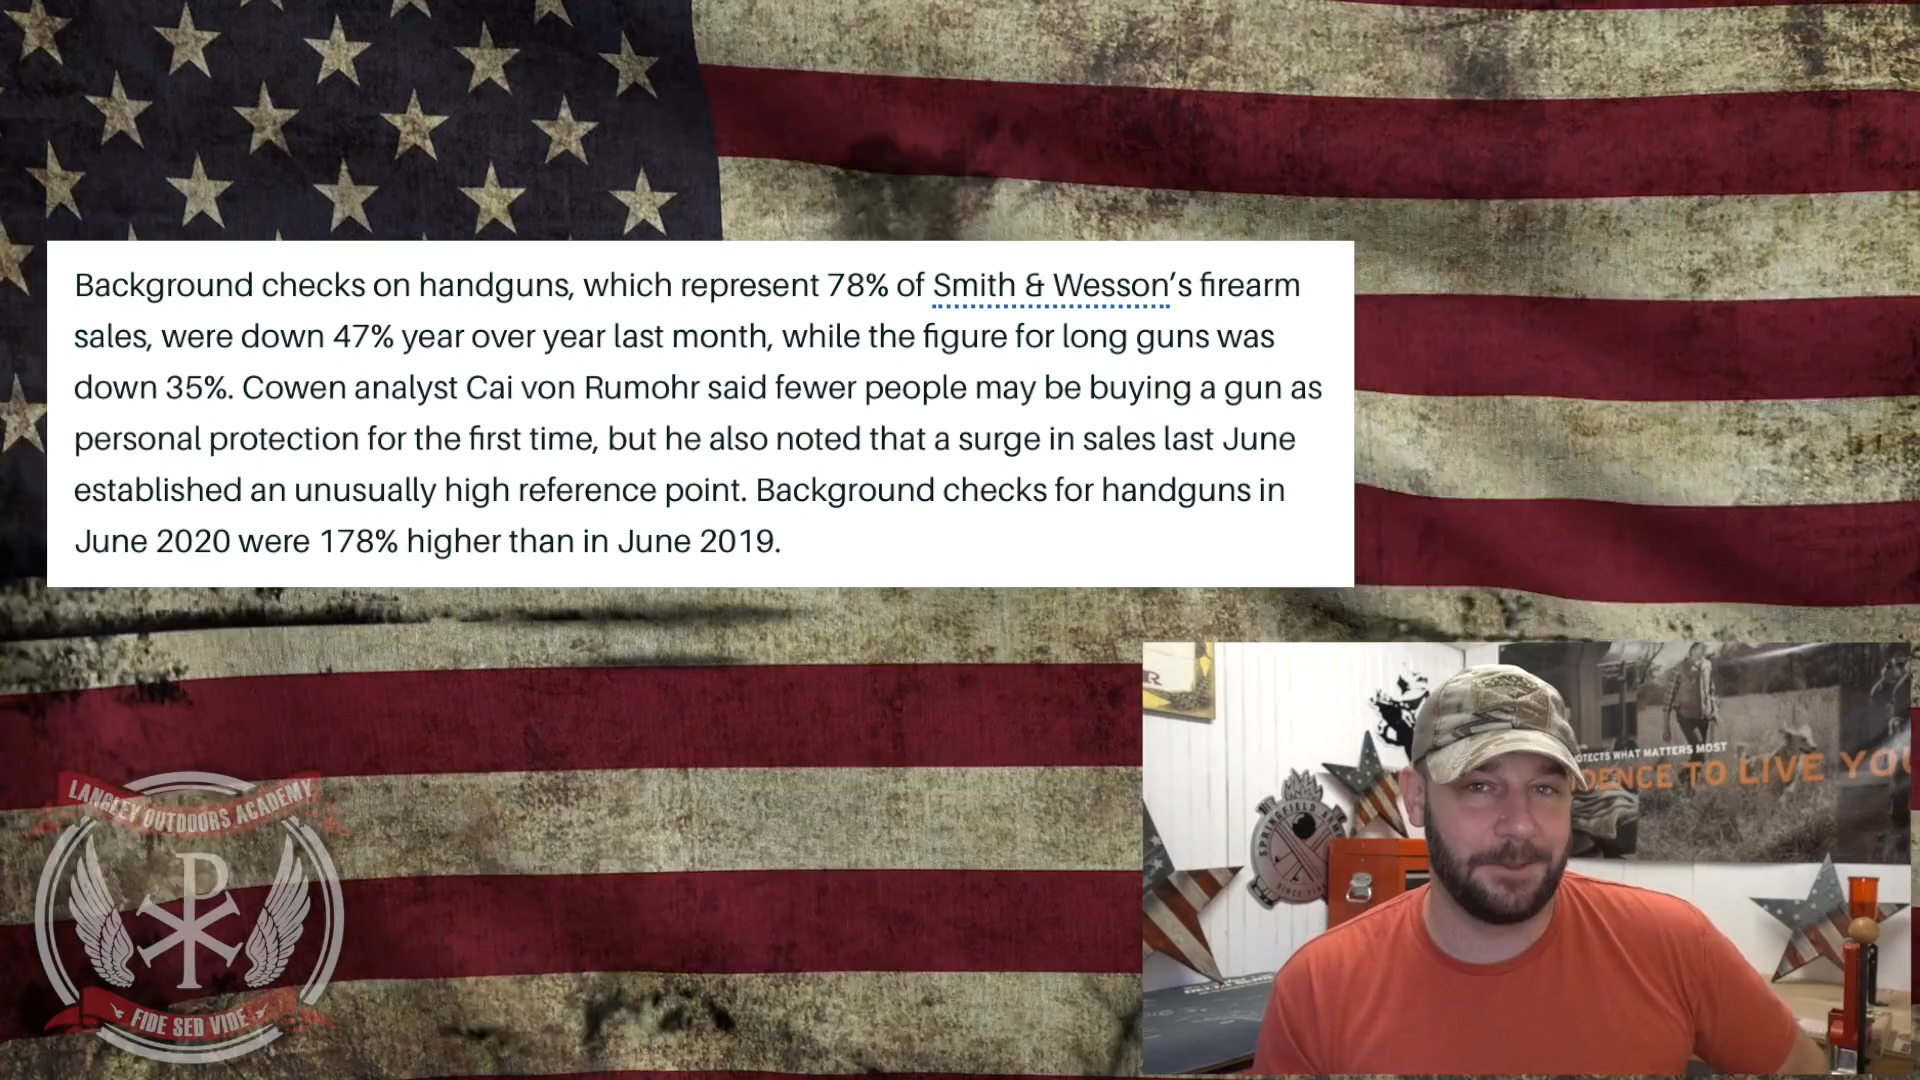 Background checks on handguns, which represent 78% of Smith & Wesson’s firearm
sales, were down 47% year over year last month, while the figure for long guns was
down 35%. Cowen analyst Cai von Rumohr said fewer people may be buying a gun as
personal protection for the first time, but he also noted that a surge in sales last June
established an unusually high reference point. Background checks for handguns in
June 2020 were 178% higher than in June 2019.
R
OTECTS WHAT MATTERS MOST
DENCE TO LIVE YOU
SPRINGFIELD ARM
SINCE
LANGLEY OUTDOORS ACADEMY
FIDE SED VIDE